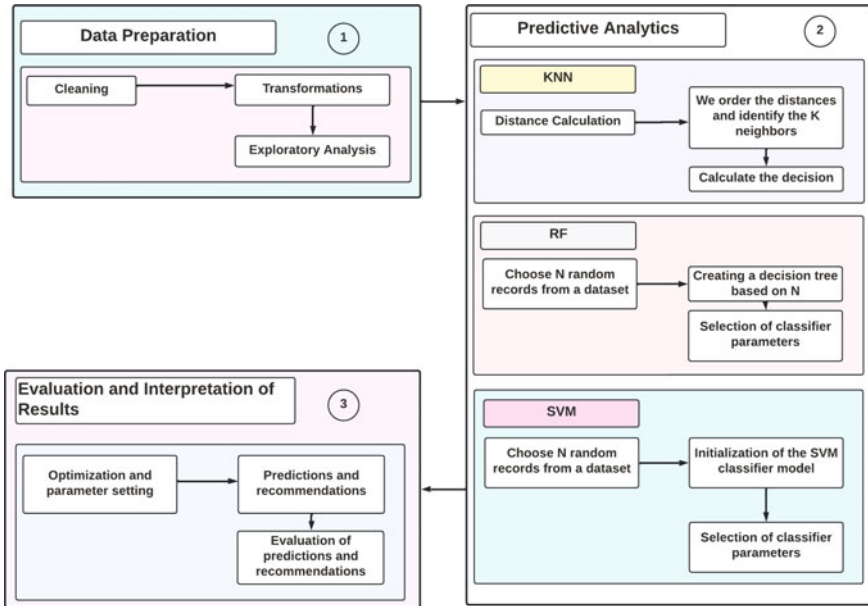 Data Preparation
1
Cleaning
Transformations
Exploratory Analysis
Predictive Analytics
2
KNN
Distance Calculation
We order the distances
and identify the K
neighbors
Calculate the decision
RF
Choose N random
records from a dataset
Creating a decision tree
based on N
Selection of classifier
parameters
SVM
Choose N random
records from a dataset
Initialization of the SVM
classifier model
Selection of classifier
parameters
Evaluation and Interpretation of
Results
3
Optimization and
parameter setting
Predictions and
recommendations
Evaluation of
predictions and
recommendations